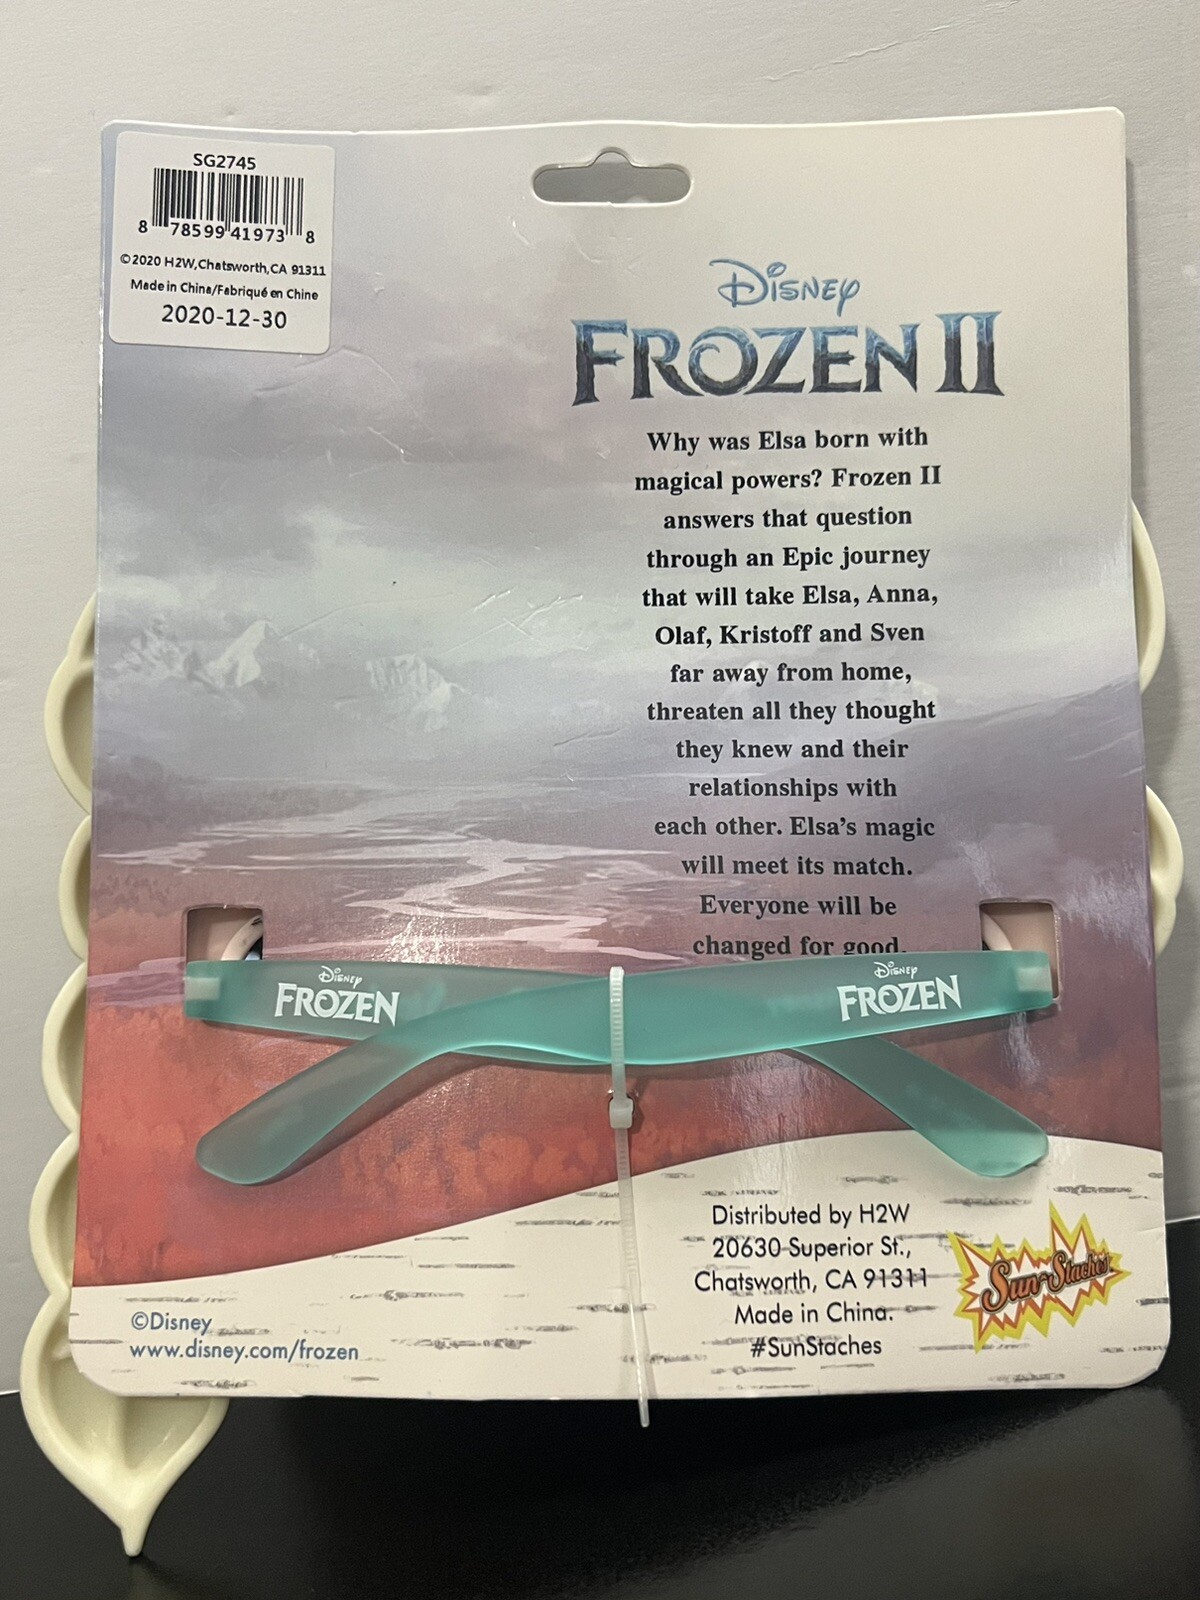 SG2745
8 78599 41973 8
©2020 H2W,Chatsworth,CA 91311
Made in China/Fabriqué en Chine
2020-12-30
Disney
FROZEN II
Why was Elsa born with
magical powers? Frozen II
answers that question
through an Epic journey
that will take Elsa, Anna,
Olaf, Kristoff and Sven
far away from home,
threaten all they thought
they knew and their
relationships with
each other. Elsa's magic
will meet its match.
Everyone will be
changed for good.
Disney
FROZEN
Disney
FROZEN
Distributed by H2W
20630 Superior St.,
Chatsworth, CA 91311
Made in China.
#SunStaches
Sun-Staches
©Disney
www.disney.com/frozen